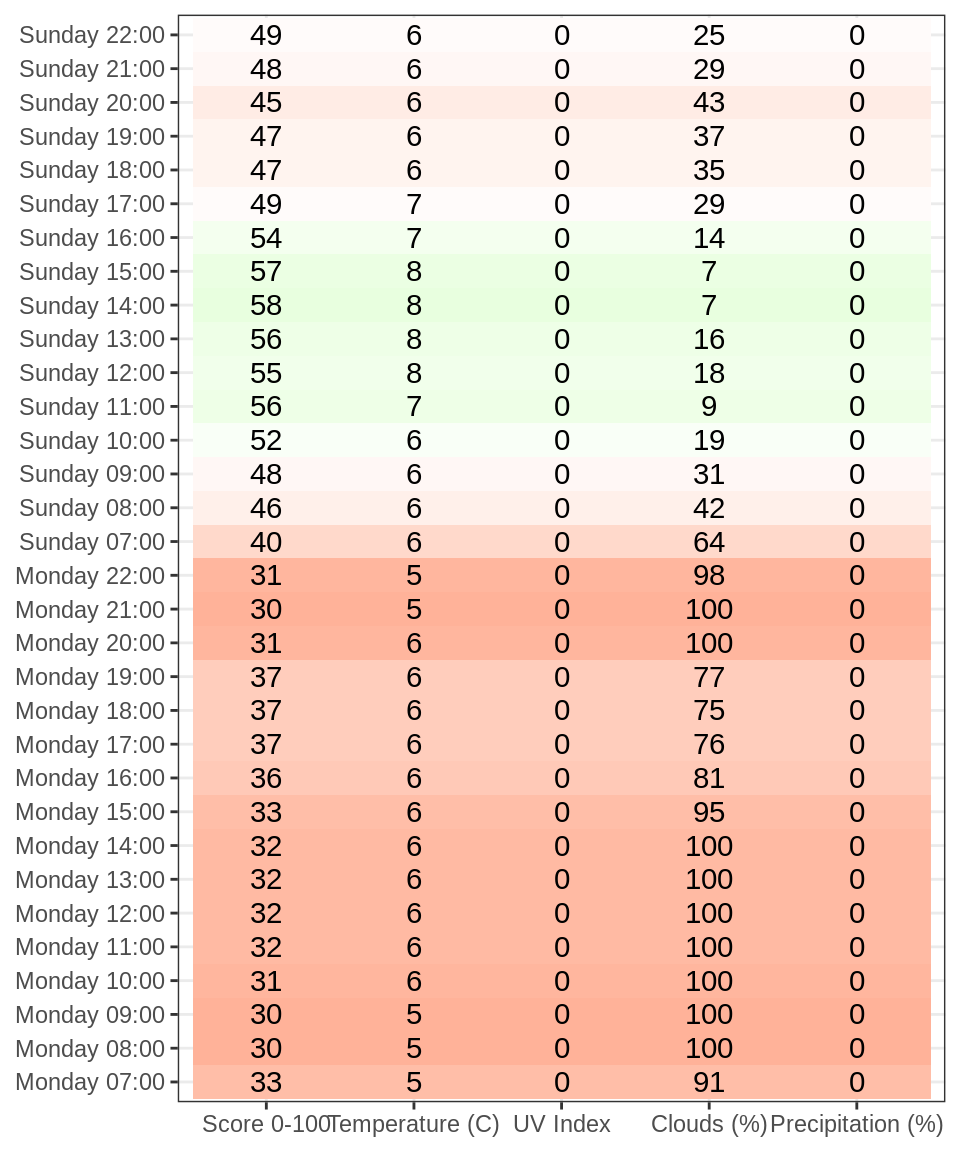 Sunday 22:00 49 6 0 25 0
Sunday 21:00 48 6 0 29 0
Sunday 20:00 45 6 0 43 0
Sunday 19:00 47 6 0 37 0
Sunday 18:00 47 6 0 35 0
Sunday 17:00 49 7 0 29 0
Sunday 16:00 54 7 0 14 0
Sunday 15:00 57 8 0 7 0
Sunday 14:00 58 8 0 7 0
Sunday 13:00 56 8 0 16 0
Sunday 12:00 55 8 0 18 0
Sunday 11:00 56 7 0 9 0
Sunday 10:00 52 6 0 19 0
Sunday 09:00 48 6 0 31 0
Sunday 08:00 46 6 0 42 0
Sunday 07:00 40 6 0 64 0
Monday 22:00 31 5 0 98 0
Monday 21:00 30 5 0 100 0
Monday 20:00 31 6 0 100 0
Monday 19:00 37 6 0 77 0
Monday 18:00 37 6 0 75 0
Monday 17:00 37 6 0 76 0
Monday 16:00 36 6 0 81 0
Monday 15:00 33 6 0 95 0
Monday 14:00 32 6 0 100 0
Monday 13:00 32 6 0 100 0
Monday 12:00 32 6 0 100 0
Monday 11:00 32 6 0 100 0
Monday 10:00 31 6 0 100 0
Monday 09:00 30 5 0 100 0
Monday 08:00 30 5 0 100 0
Monday 07:00 33 5 0 91 0
Score 0-100 Temperature (C) UV Index Clouds (%) Precipitation (%)